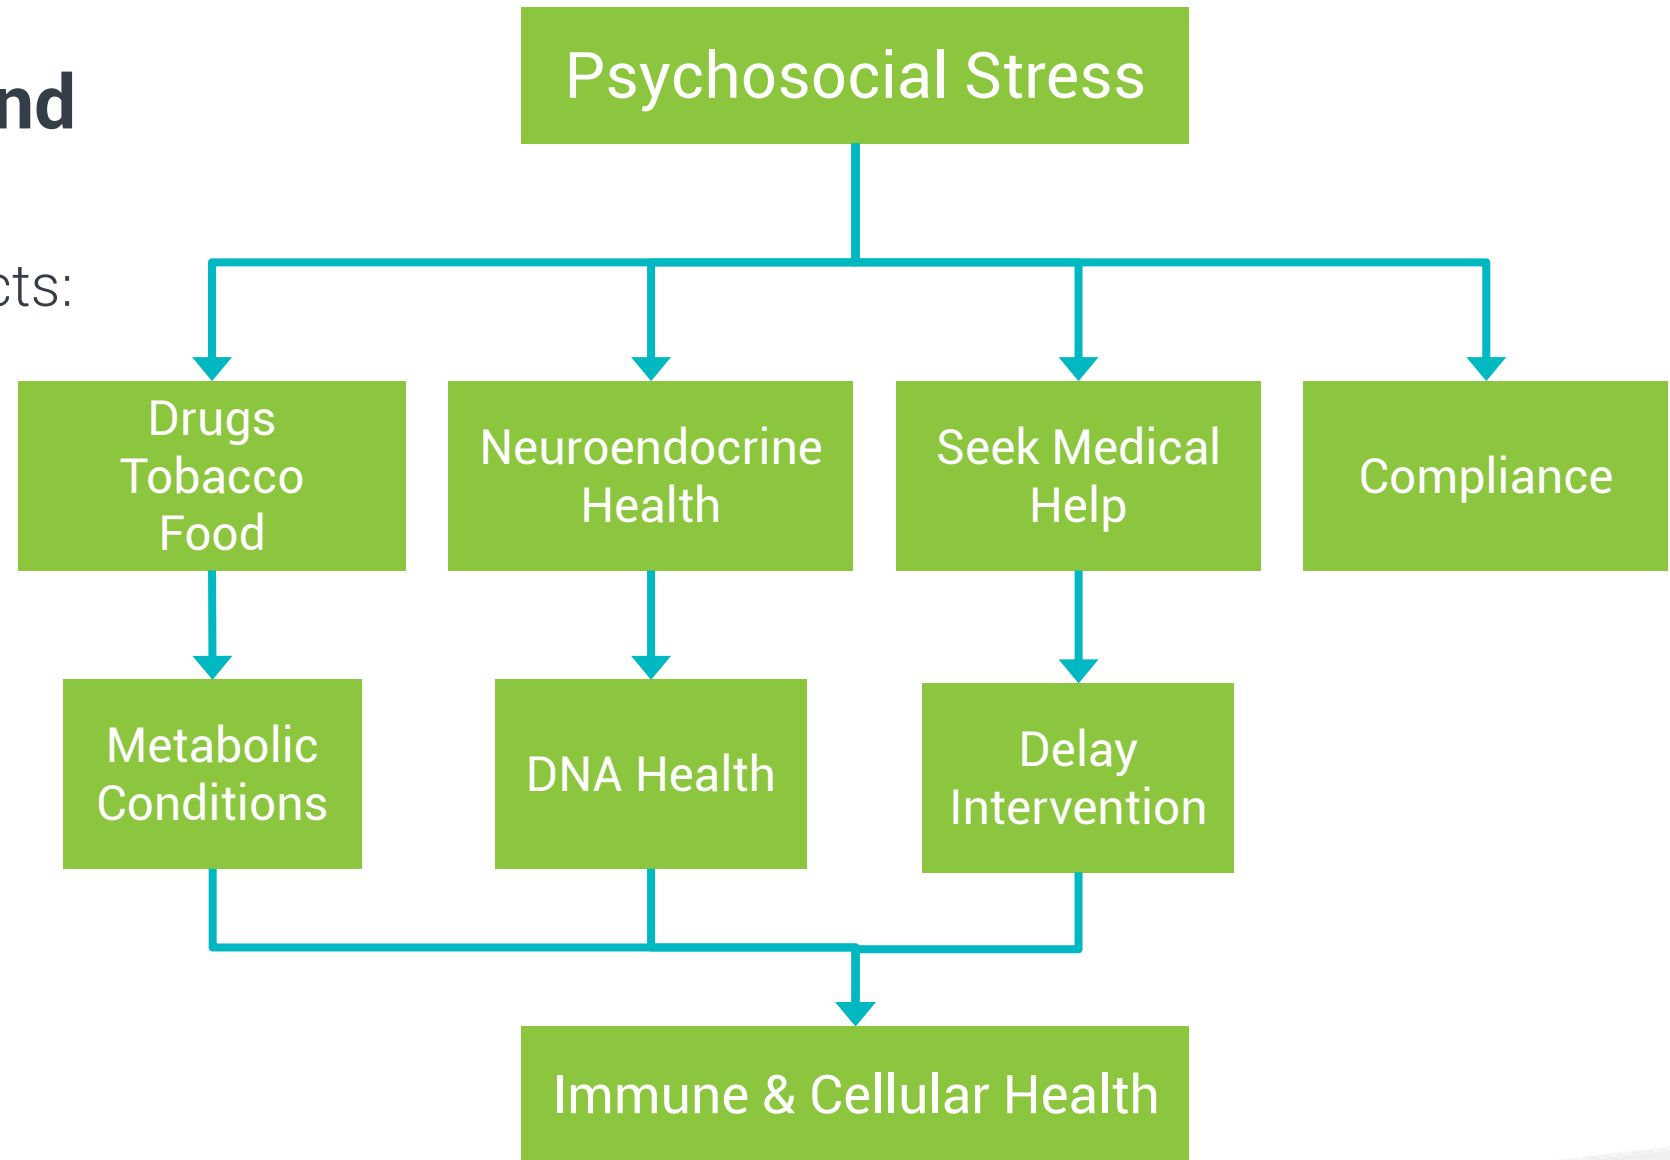 Psychosocial Stress
nd
cts:
Drugs
Tobacco
Food
Neuroendocrine
Health
Seek Medical
Help
Compliance
Metabolic
Conditions
DNA Health
Delay
Intervention
Immune & Cellular Health